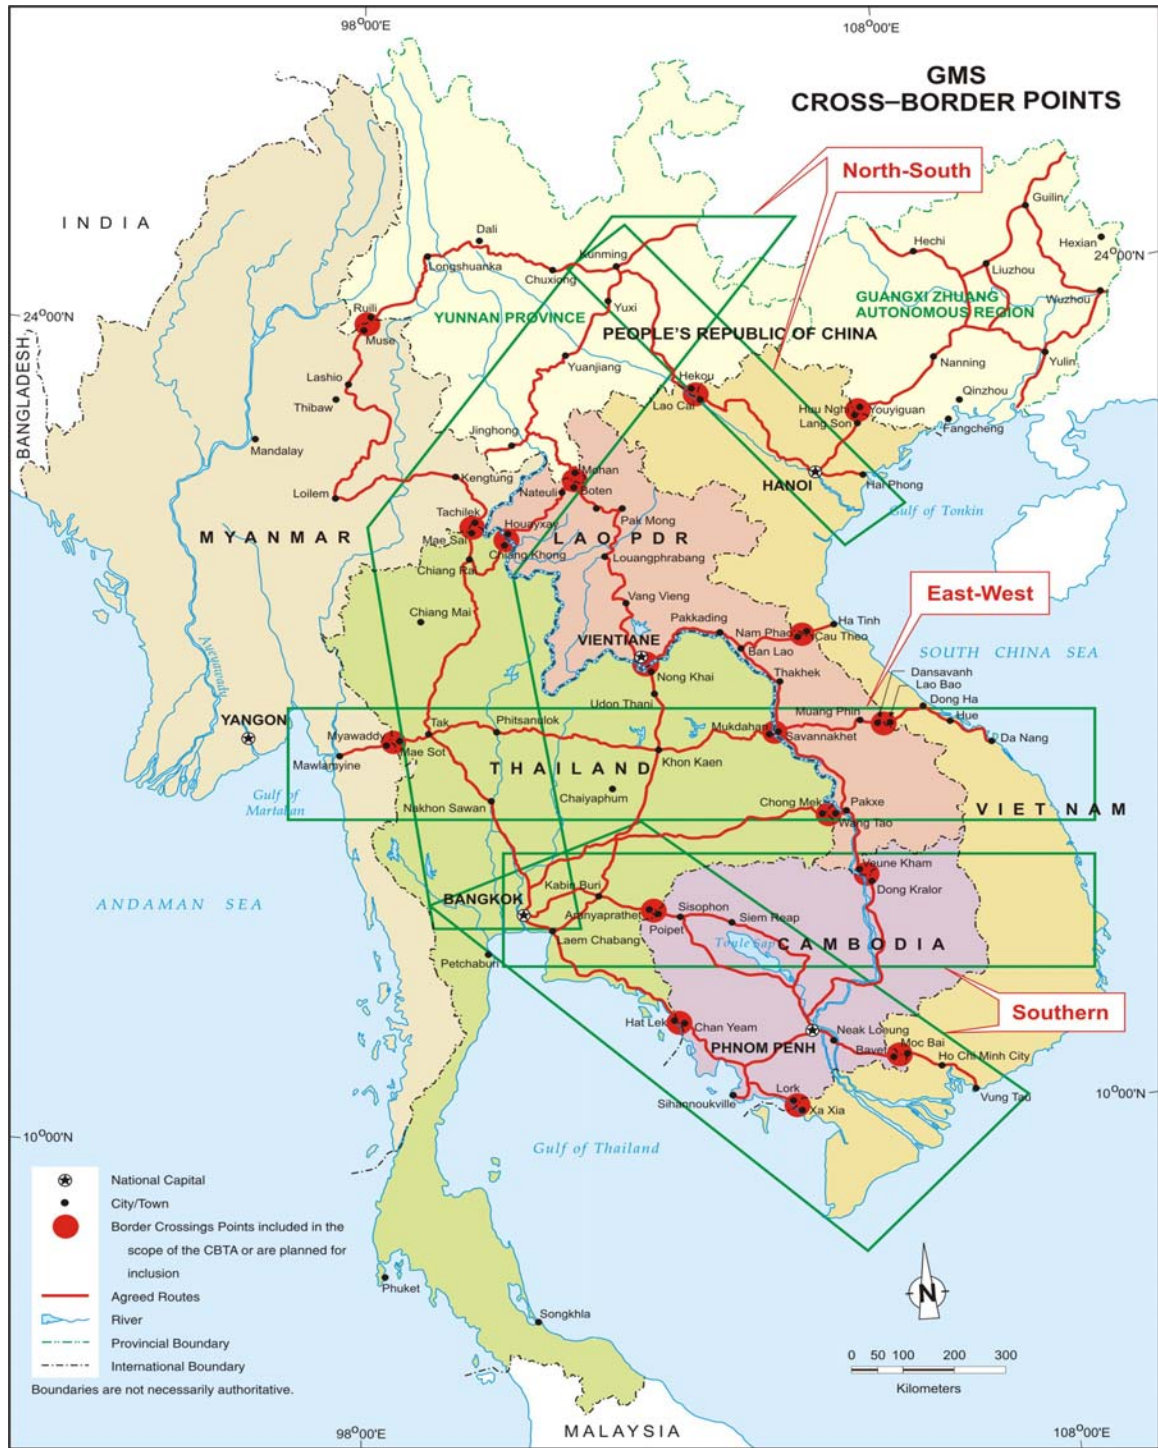 98°00'E
108°00'E
GMS
CROSS–BORDER POINTS
North-South
INDIA
Guilin
Dali
Hechi
Hexian
24°00'N
Kunming
Longshuanka
Chuxiong
Liuzhou
Wuzhou
Ruili
Yuxi
GUANGXI ZHUANG
AUTONOMOUS REGION
24°00'N
YUNNAN PROVINCE
Muse
PEOPLE'S REPUBLIC OF CHINA
Yuanjiang
Nanning
Yulin
BANGLADESH
Lashio
Hekou
Qinzhou
Thibaw
Lao Cai
Huu Nghi
Youyiguan
Lang Son
Fangcheng
Jinghong
Mandalay
Mohan
Kengtung
HANOI
Hai Phong
Loilem
Nateuli
Boten
Tachilek
Gulf of Tonkin
Houayxay
Pak Mong
MYANMAR
Mae Sai
LAO PDR
Chiang Khong
Louangphrabang
Chiang Rai
East-West
Vang Vieng
Chiang Mai
Pakkading
Ha Tinh
Nam Phao
Cau Theo
VIENTIANE
Ban Lao
SOUTH CHINA SEA
Ayeyawady
Nong Khai
Thakhek
Dansavanh
Lao Bao
Udon Thani
Dong Ha
YANGON
Phitsanulok
Muang Phin
Hue
Tak
Mukdahan
Myawaddy
Savannakhet
Da Nang
Mae Sot
Mawlamyine
Khon Kaen
THAILAND
Gulf of
Martaban
Chaiyaphum
Chong Mek
Pakxe
VIET NAM
Nakhon Sawan
Wang Tao
Veune Kham
Kabin Buri
Dong Kralor
BANGKOK
ANDAMAN SEA
Aranyaprathet
Sisophon
Siem Reap
Poipet
Laem Chabang
Tonle Sap
CAMBODIA
Petchaburi
Southern
Hat Lek
Chan Yeam
Neak Loeung
PHNOM PENH
Bavet
Moc Bai
Ho Chi Minh City
Lork
Sihannoukville
Vung Tau
10°00'N
Xa Xia
10°00'N
Gulf of Thailand
National Capital
City/Town
Border Crossings Points included in the
scope of the CBTA or are planned for
inclusion
Agreed Routes
River
Provincial Boundary
International Boundary
Boundaries are not necessarily authoritative.
Phuket
Songkhla
N
0 50 100 200 300
Kilometers
98°00'E
MALAYSIA
108°00'E